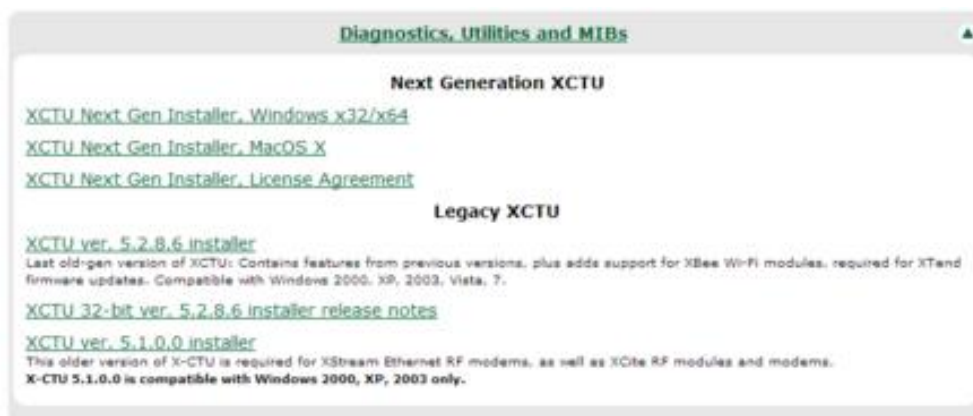 Diagnostics, Utilities and MIBs
Next Generation XCTU
XCTU Next Gen Installer, Windows x32/x64
XCTU Next Gen Installer, MacOS X
XCTU Next Gen Installer, License Agreement
Legacy XCTU
XCTU ver. 5.2.8.6 installer
Last old-gen version of XCTU: Contains features from previous versions, plus adds support for XBee Wi-Fi modules, required for XTend
firmware updates. Compatible with Windows 2000, XP, 2003, Vista, 7.
XCTU 32-bit ver. 5.2.8.6 installer release notes
XCTU ver. 5.1.0.0 installer
This older version of X-CTU is required for XStream Ethernet RF modems, as well as XCite RF modules and modems.
X-CTU 5.1.0.0 is compatible with Windows 2000, XP, 2003 only.